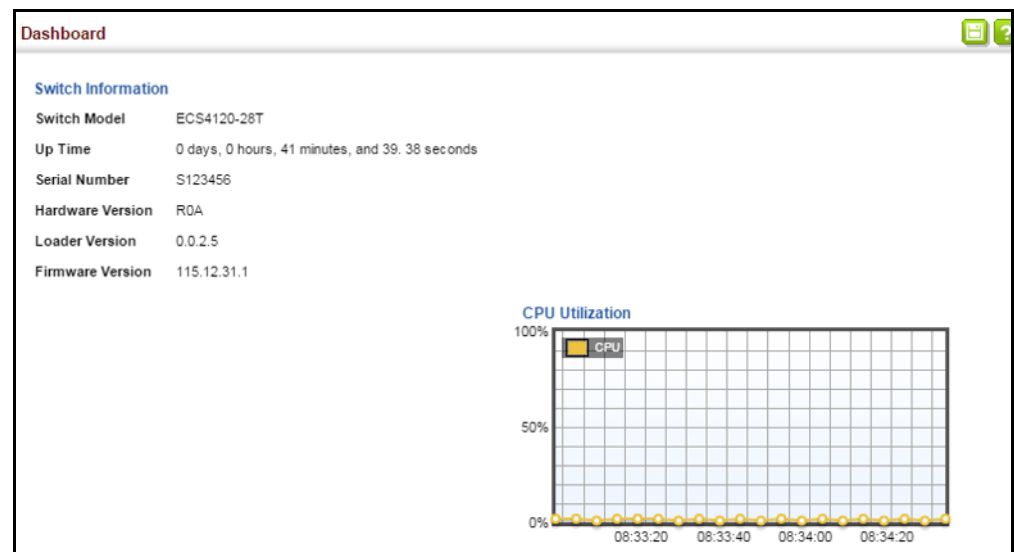 Dashboard
?
Switch Information
Switch Model ECS4120-28T
Up Time 0 days, 0 hours, 41 minutes, and 39. 38 seconds
Serial Number S123456
Hardware Version R0A
Loader Version 0.0.2.5
Firmware Version 115.12.31.1
CPU Utilization
100%
CPU
50%
0%
08:33:20 08:33:40 08:34:00 08:34:20